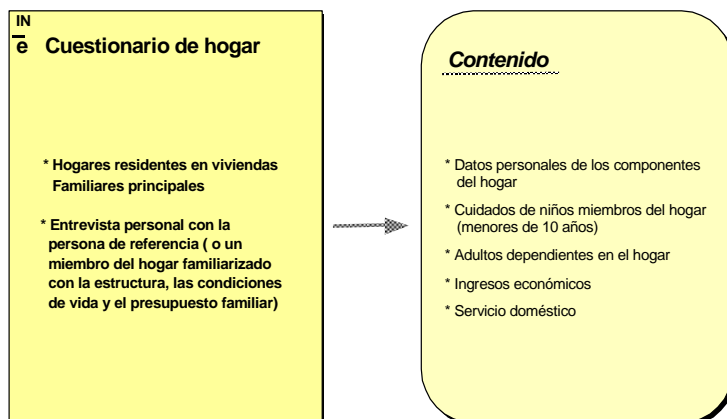 IN
e Cuestionario de hogar
* Hogares residentes en viviendas
Familiares principales
* Entrevista personal con la
persona de referencia ( o un
miembro del hogar familiarizado
con la estructura, las condiciones
de vida y el presupuesto familiar)
Contenido
* Datos personales de los componentes
del hogar
* Cuidados de niños miembros del hogar
(menores de 10 años)
* Adultos dependientes en el hogar
* Ingresos económicos
* Servicio doméstico